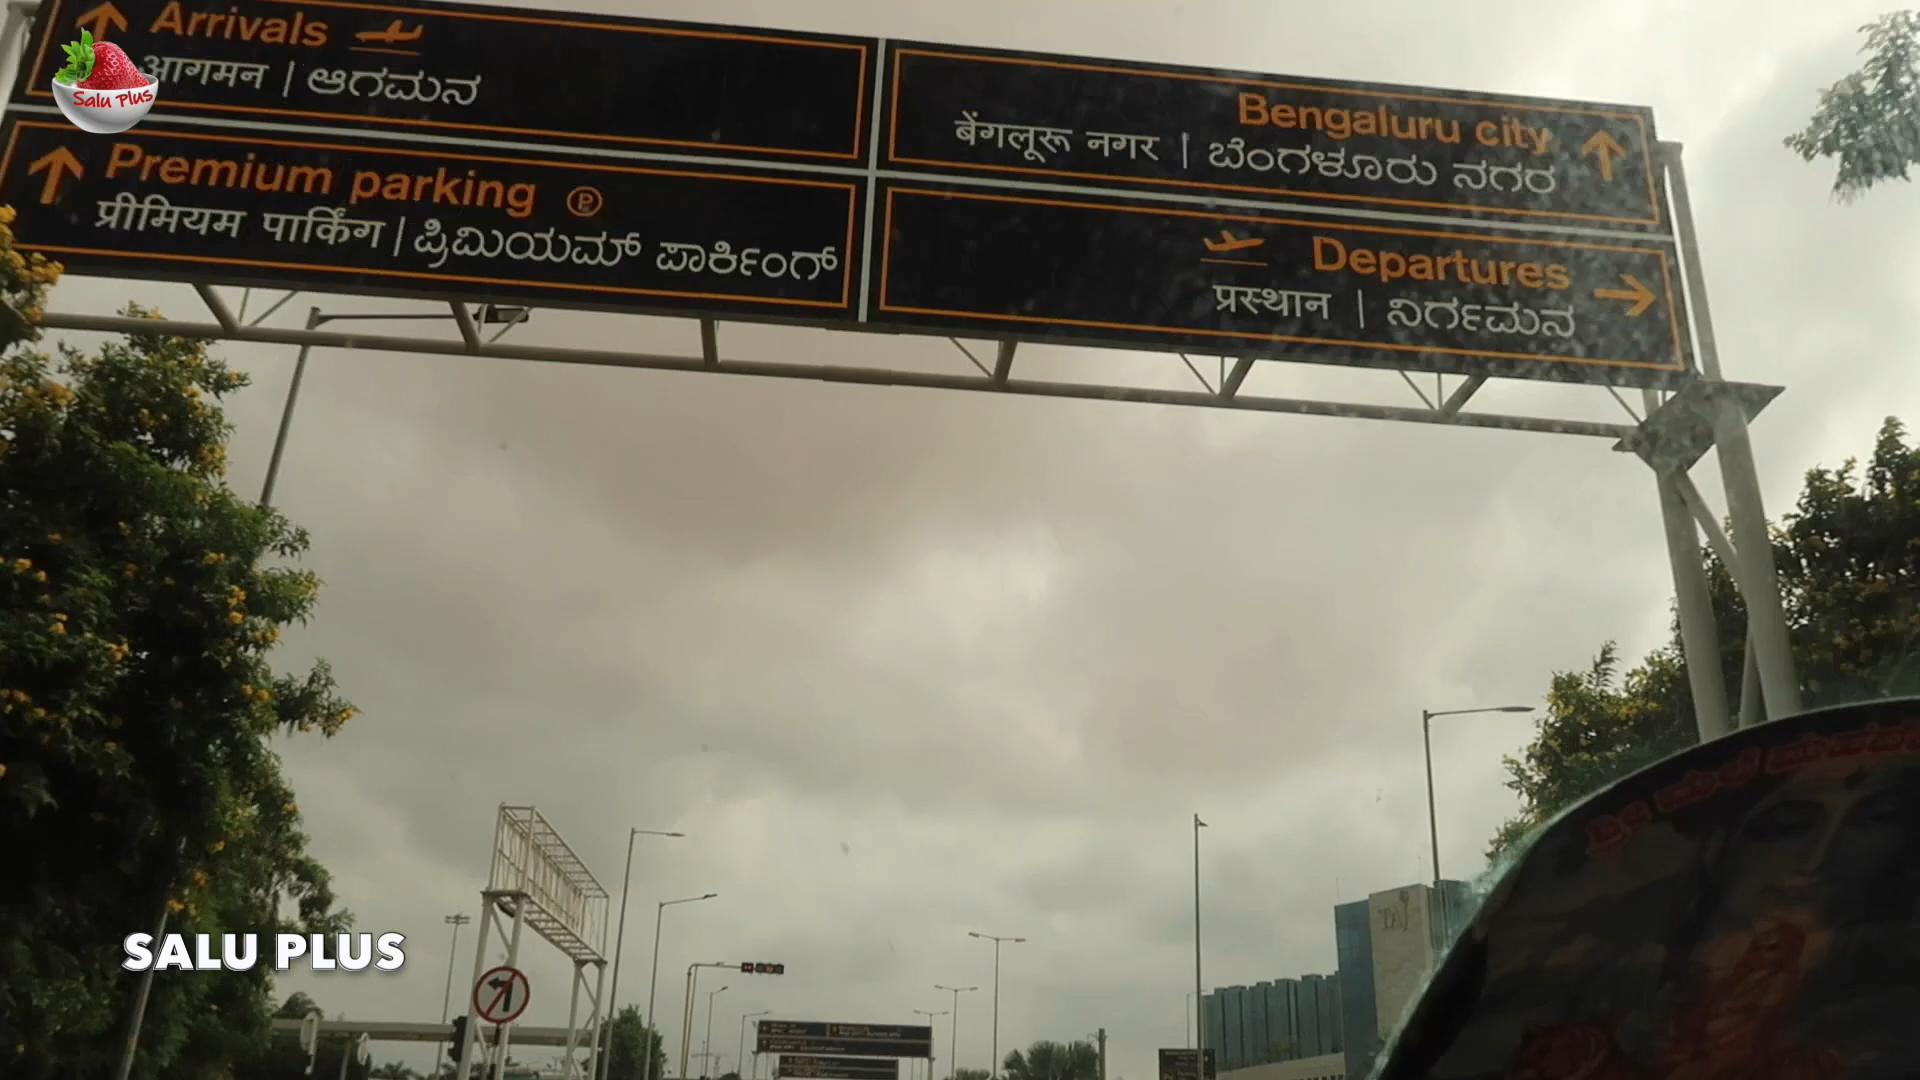 Arrivals
आगमन | ಆಗಮನ
Premium parking P
प्रीमियम पार्किंग | ಪ್ರಿಮಿಯಮ್ ಪಾರ್ಕಿಂಗ್
Bengaluru city
बेंगलूरू नगर | ಬೆಂಗಳೂರು ನಗರ
Departures
प्रस्थान | ನಿರ್ಗಮನ
Salu Plus
TAJ
SALU PLUS